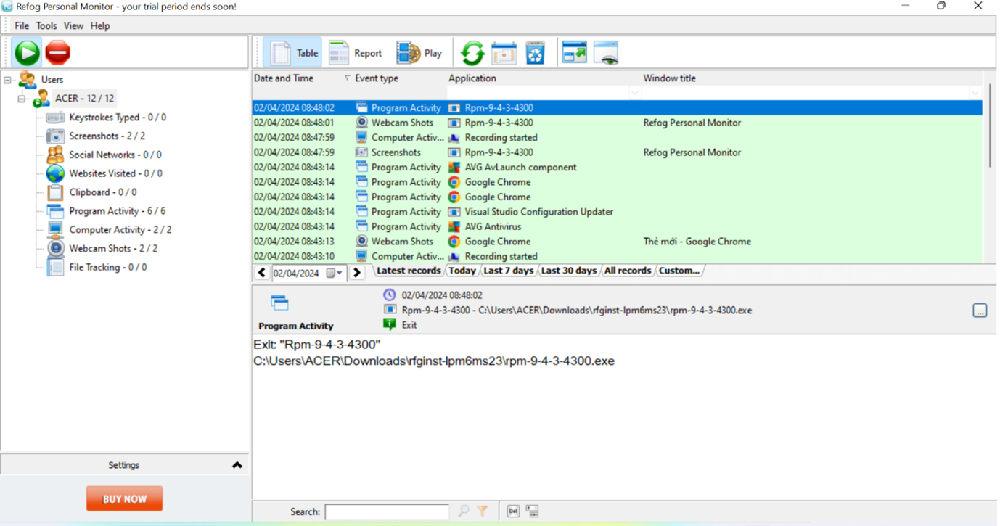 Refog Personal Monitor - your trial period ends soon!
File Tools View Help
Table Report Play
Users
ACER - 12 / 12
Keystrokes Typed - 0 / 0
Screenshots - 2 / 2
Social Networks - 0 / 0
Websites Visited - 0 / 0
Clipboard - 0 / 0
Program Activity - 6 / 6
Computer Activity - 2 / 2
Webcam Shots - 2 / 2
File Tracking - 0 / 0
Settings
BUY NOW
Date and Time Event type Application Window title
02/04/2024 08:48:02 Program Activity Rpm-9-4-3-4300
02/04/2024 08:48:01 Webcam Shots Rpm-9-4-3-4300 Refog Personal Monitor
02/04/2024 08:47:59 Computer Activ... Recording started
02/04/2024 08:47:59 Screenshots Rpm-9-4-3-4300 Refog Personal Monitor
02/04/2024 08:43:14 Program Activity AVG AvLaunch component
02/04/2024 08:43:14 Program Activity Google Chrome
02/04/2024 08:43:14 Program Activity Google Chrome
02/04/2024 08:43:14 Program Activity Visual Studio Configuration Updater
02/04/2024 08:43:14 Program Activity AVG Antivirus
02/04/2024 08:43:13 Webcam Shots Google Chrome Thẻ mới - Google Chrome
02/04/2024 08:43:10 Computer Activ... Recording started
02/04/2024 Latest records Today Last 7 days Last 30 days All records Custom...
02/04/2024 08:48:02
Rpm-9-4-3-4300 - C:\Users\ACER\Downloads\rfginst-lpm6ms23\rpm-9-4-3-4300.exe
...
Program Activity Exit
Exit: "Rpm-9-4-3-4300"
C:\Users\ACER\Downloads\rfginst-lpm6ms23\rpm-9-4-3-4300.exe
Search: Del